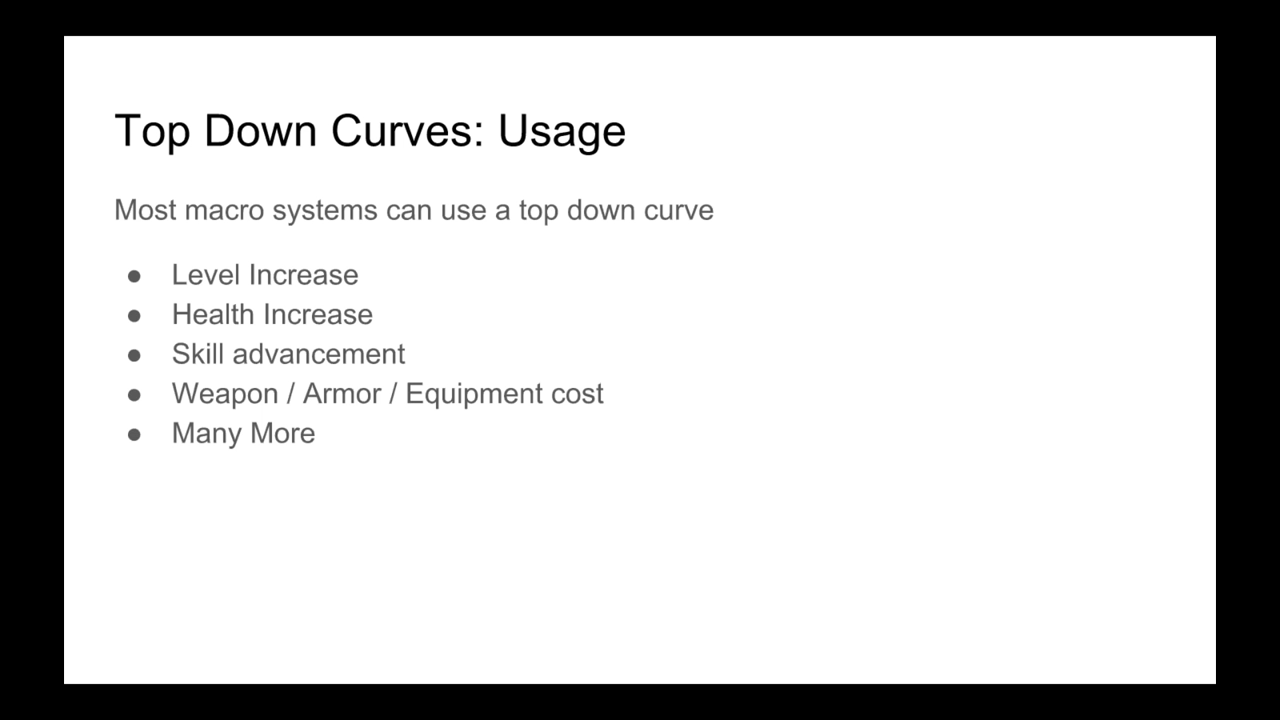 Top Down Curves: Usage
Most macro systems can use a top down curve
● Level Increase
● Health Increase
● Skill advancement
● Weapon / Armor / Equipment cost
● Many More